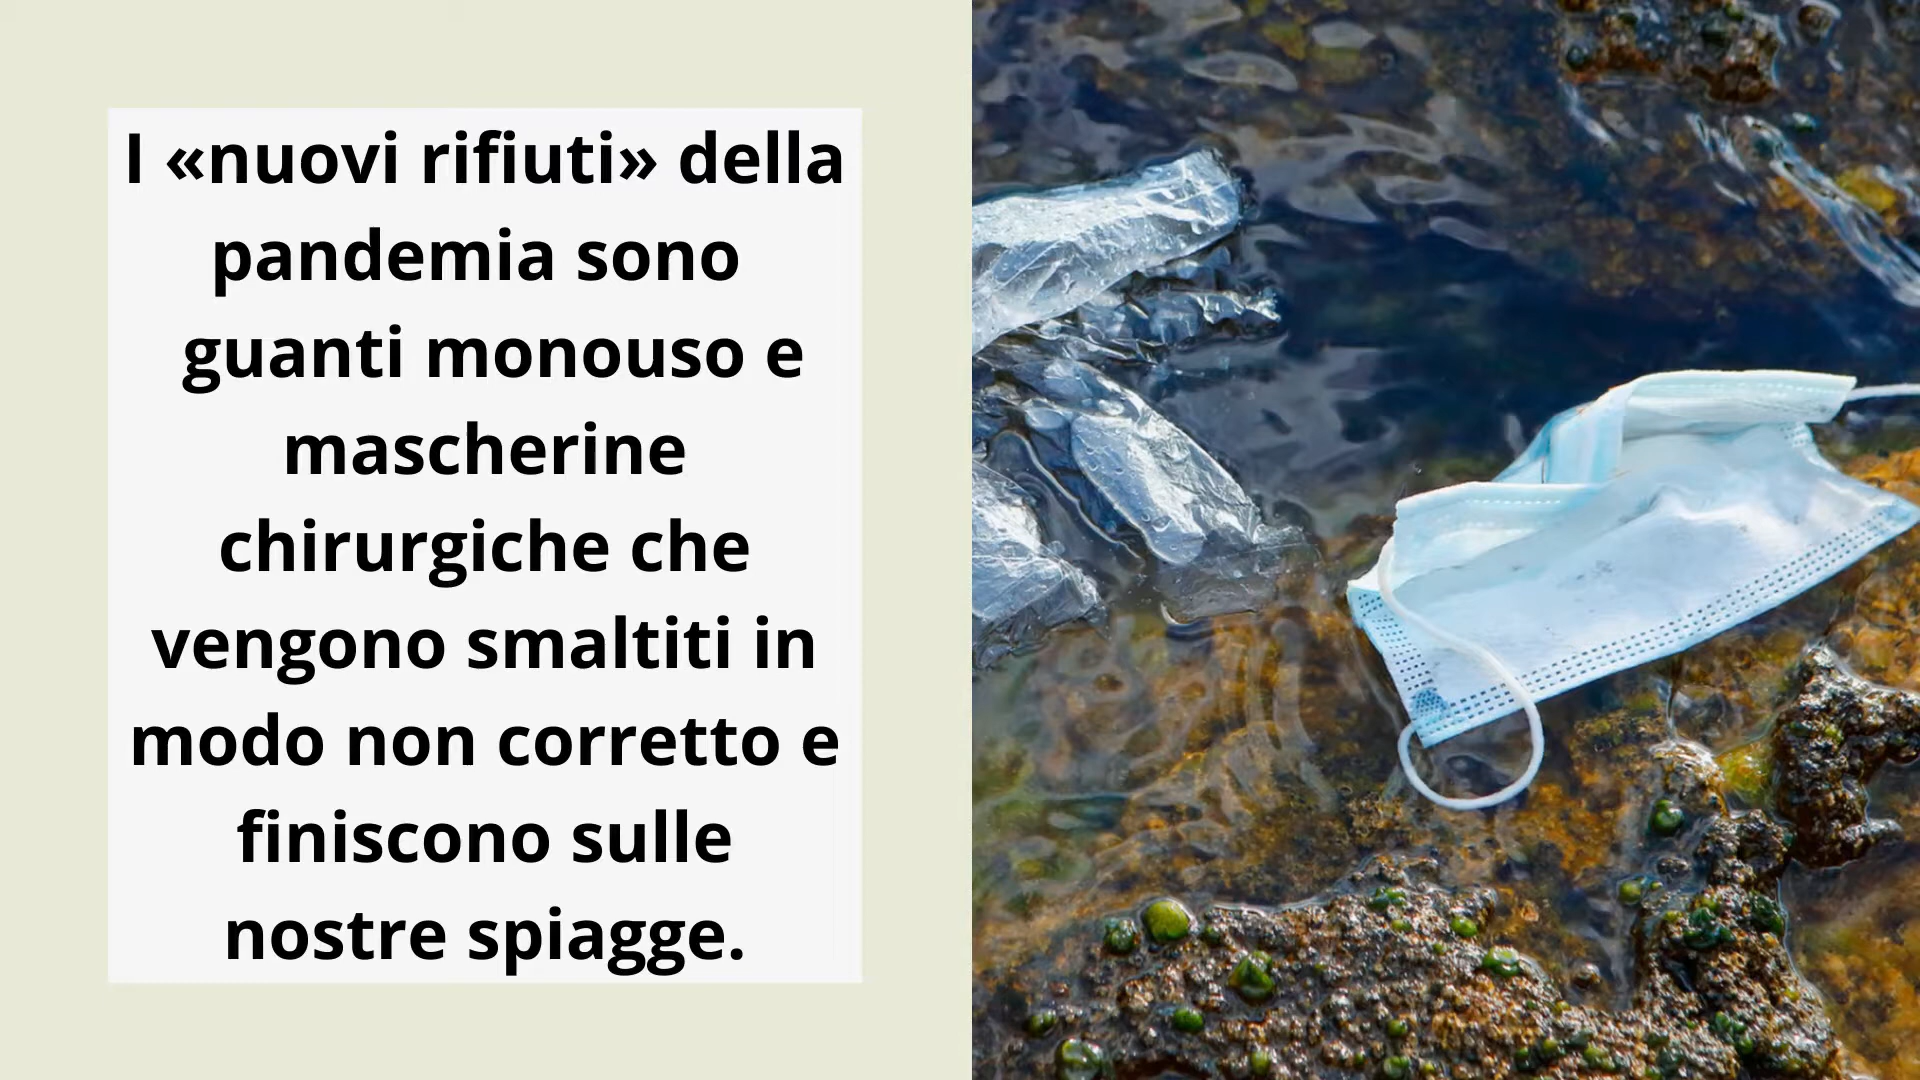 I «nuovi rifiuti» della
pandemia sono
guanti monouso e
mascherine
chirurgiche che
vengono smaltiti in
modo non corretto e
finiscono sulle
nostre spiagge.